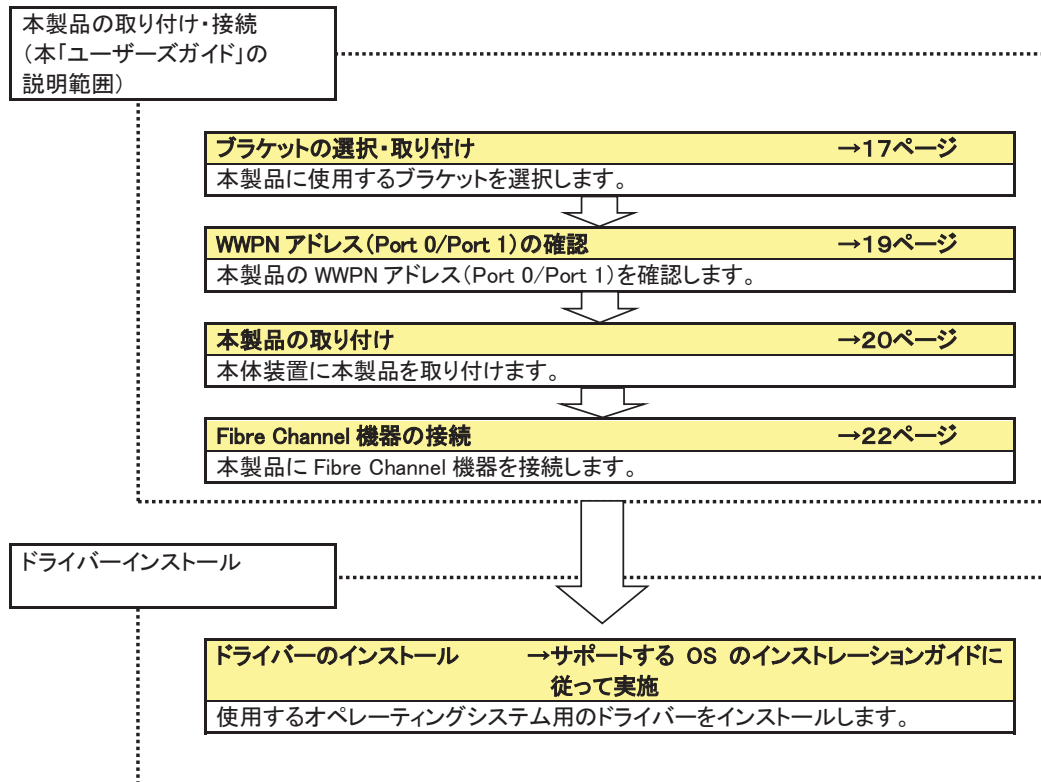 本製品の取り付け・接続
（本「ユーザーズガイド」の
説明範囲）
ブラケットの選択・取り付け →17ページ
本製品に使用するブラケットを選択します。
WWPN アドレス（Port 0/Port 1）の確認 →19ページ
本製品の WWPN アドレス（Port 0/Port 1）を確認します。
本製品の取り付け →20ページ
本体装置に本製品を取り付けます。
Fibre Channel 機器の接続 →22ページ
本製品に Fibre Channel 機器を接続します。
ドライバーインストール
ドライバーのインストール →サポートする OS のインストレーションガイドに
従って実施
使用するオペレーティングシステム用のドライバーをインストールします。